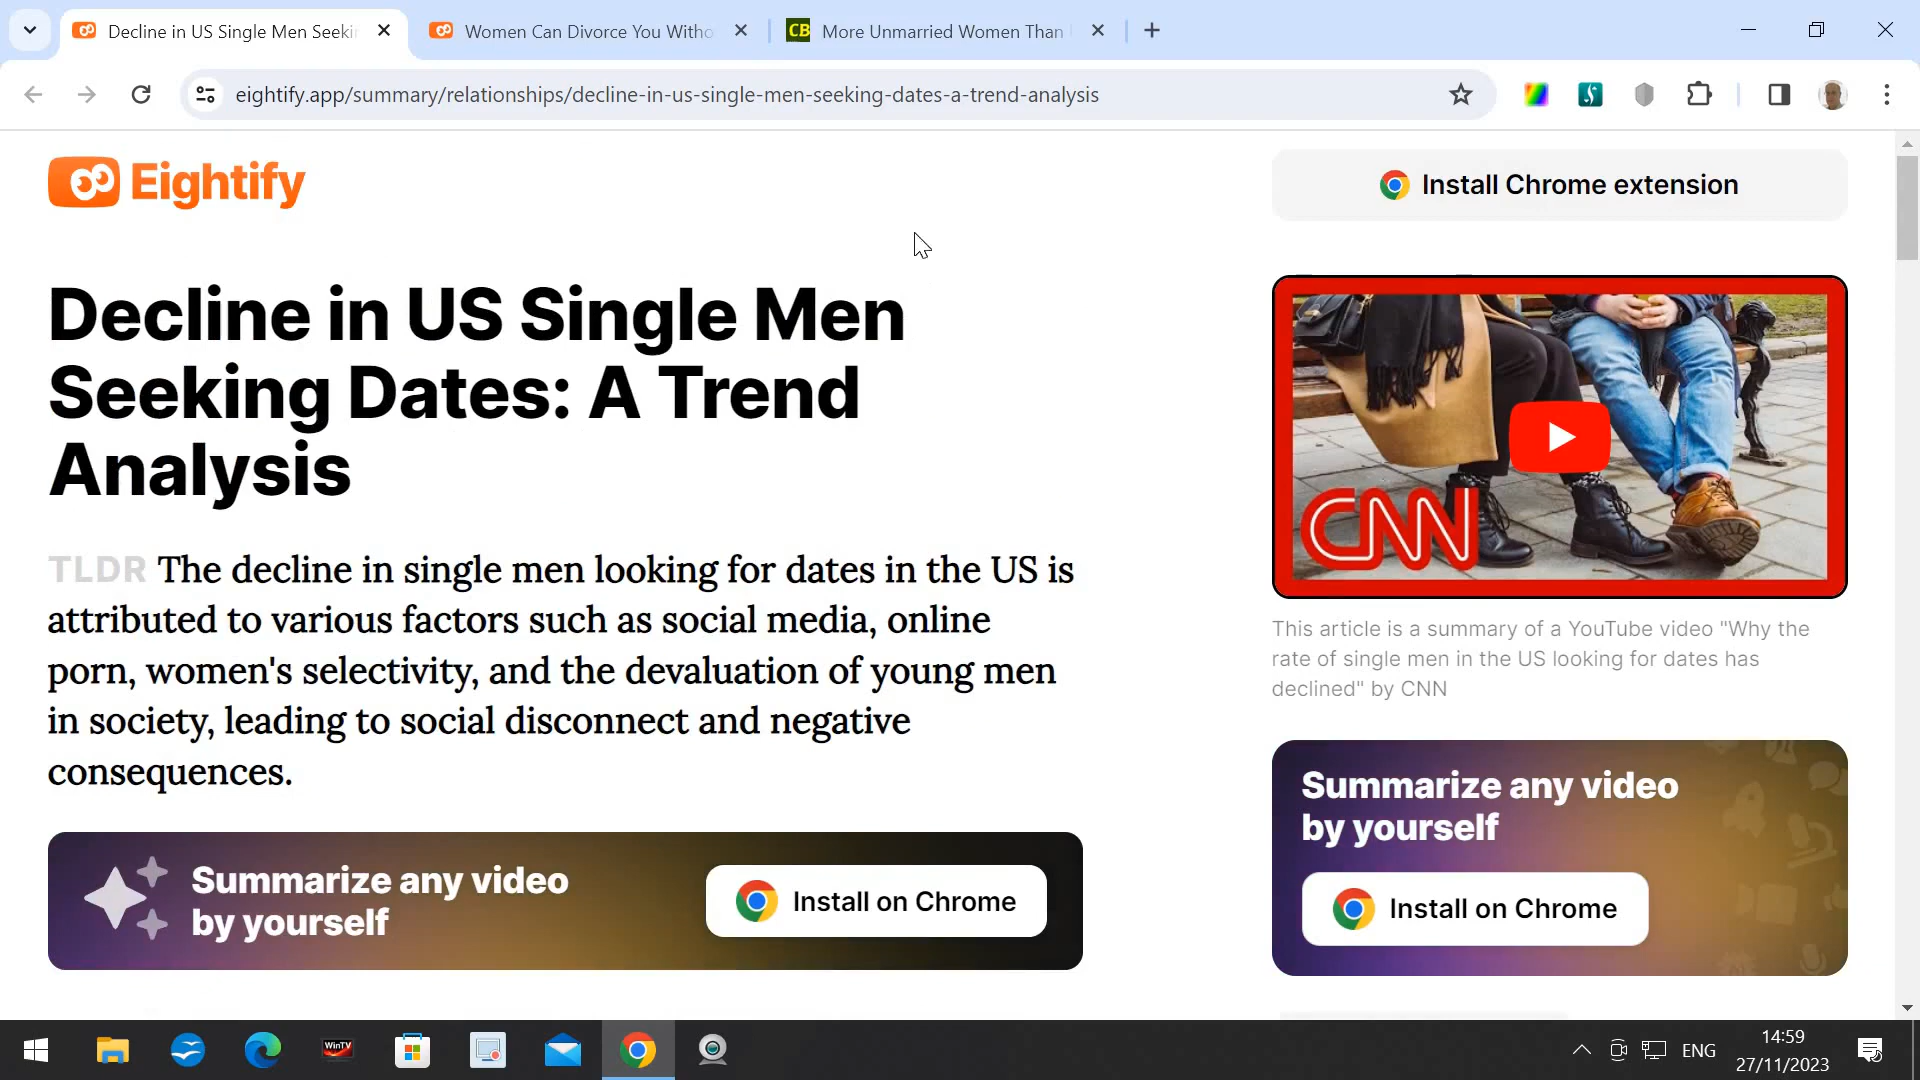 Decline in US Single Men Seeki
Women Can Divorce You Witho
CB
More Unmarried Women Than
eightify.app/summary/relationships/decline-in-us-single-men-seeking-dates-a-trend-analysis
Eightify
Install Chrome extension
Decline in US Single Men
Seeking Dates: A Trend
Analysis
TLDR The decline in single men looking for dates in the US is
attributed to various factors such as social media, online
porn, women's selectivity, and the devaluation of young men
in society, leading to social disconnect and negative
consequences.
CNN
This article is a summary of a YouTube video "Why the
rate of single men in the US looking for dates has
declined" by CNN
Summarize any video
by yourself
Install on Chrome
Summarize any video
by yourself
Install on Chrome
WinTV
ENG
14:59
27/11/2023